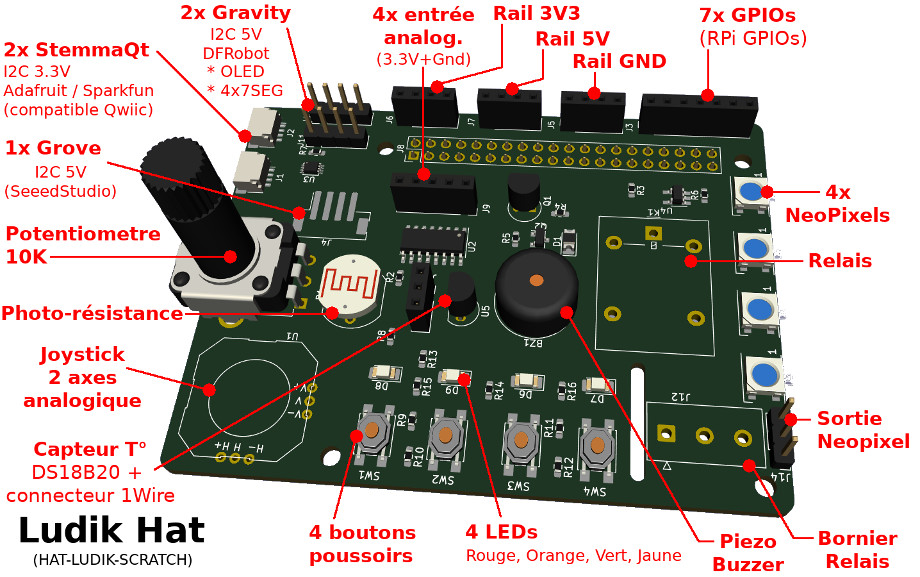 2x Gravity
I2C 5V
DFRobot
* OLED
* 4x7SEG
4x entrée
analog.
(3.3V+Gnd)
Rail 3V3
Rail 5V
Rail GND
7x GPIOs
(RPi GPIOs)
2x StemmaQt
I2C 3.3V
Adafruit / Sparkfun
(compatible Qwiic)
1x Grove
I2C 5V
(SeeedStudio)
Potentiometre
10K
Photo-résistance
Joystick
2 axes
analogique
Capteur T°
DS18B20 +
connecteur 1Wire
Ludik Hat
(HAT-LUDIK-SCRATCH)
4 boutons
poussoirs
4 LEDs
Rouge, Orange, Vert, Jaune
Piezo
Buzzer
Bornier
Relais
Sortie
Neopixel
Relais
4x
NeoPixels
J2
J1
J6
J7
J5
J3
J8
J9
J4
U3
U2
Q1
R3
U4
K1
R6
R5
D1
R2
U5
BZ1
R8
U1
R13
D8
R15
D9
R14
D6
R16
D7
R9
R10
R11
R12
SW1
SW2
SW3
SW4
J12
J14
1
1
1
1